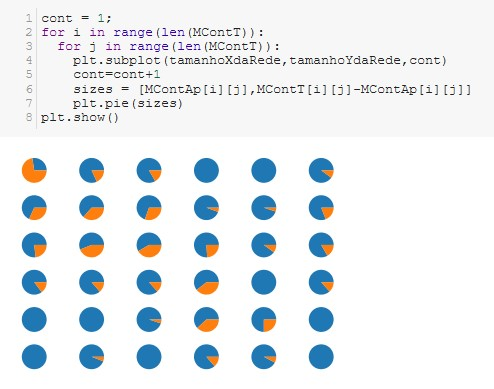 1 cont = 1;
2 for i in range(len(MContT)):
3   for j in range(len(MContT)):
4     plt.subplot(tamanhoXdaRede,tamanhoYdaRede,cont)
5     cont=cont+1
6     sizes = [MContAp[i][j],MContT[i][j]-MContAp[i][j]]
7     plt.pie(sizes)
8 plt.show()